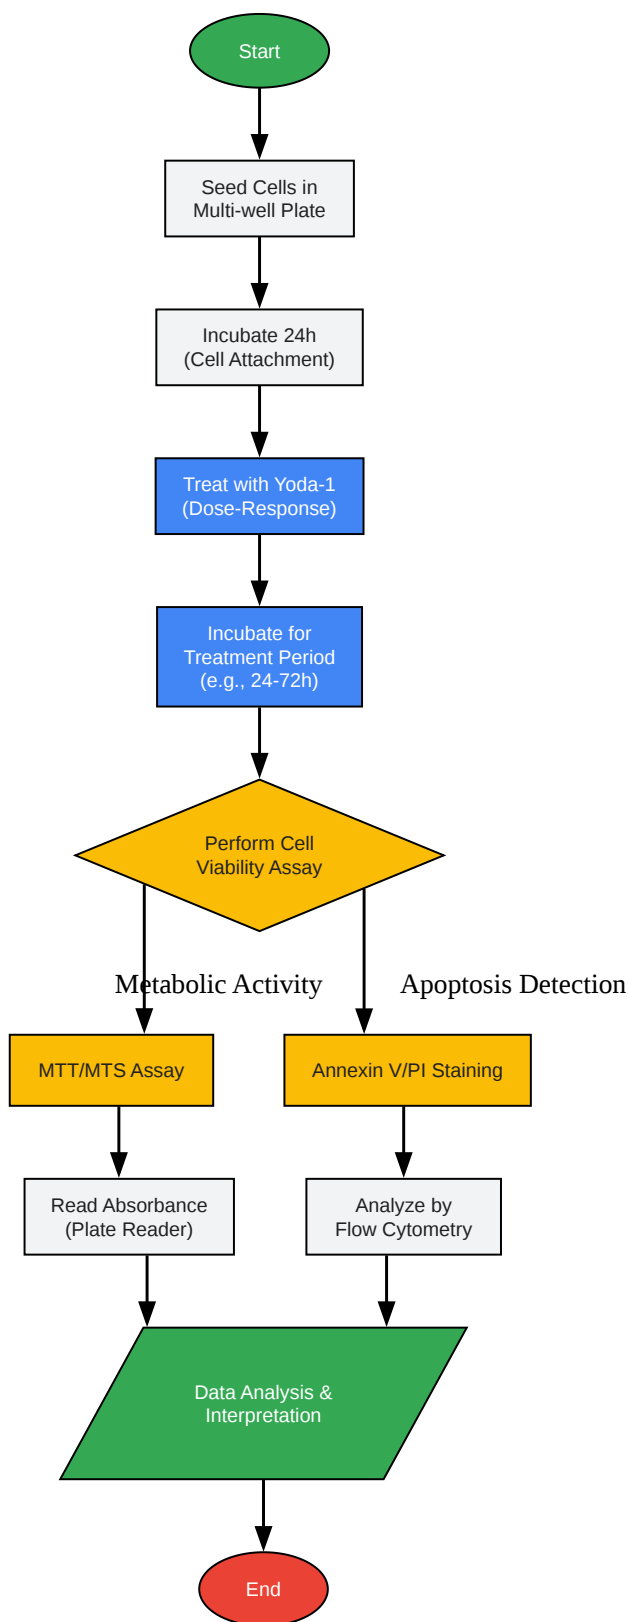 Start
Seed Cells in
Multi-well Plate
Incubate 24h
(Cell Attachment)
Treat with Yoda-1
(Dose-Response)
Incubate for
Treatment Period
(e.g., 24-72h)
Perform Cell
Viability Assay
Metabolic Activity
Apoptosis Detection
MTT/MTS Assay
Annexin V/PI Staining
Read Absorbance
(Plate Reader)
Analyze by
Flow Cytometry
Data Analysis &
Interpretation
End